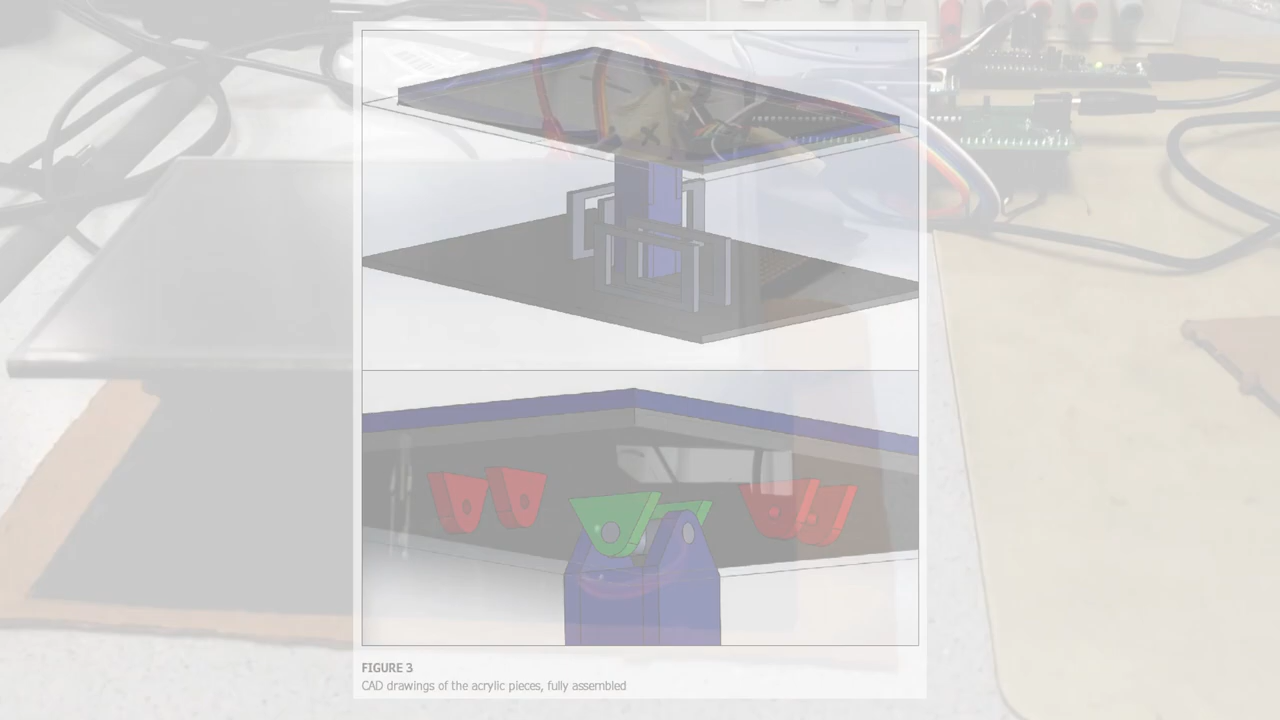 FIGURE 3
CAD drawings of the acrylic pieces, fully assembled